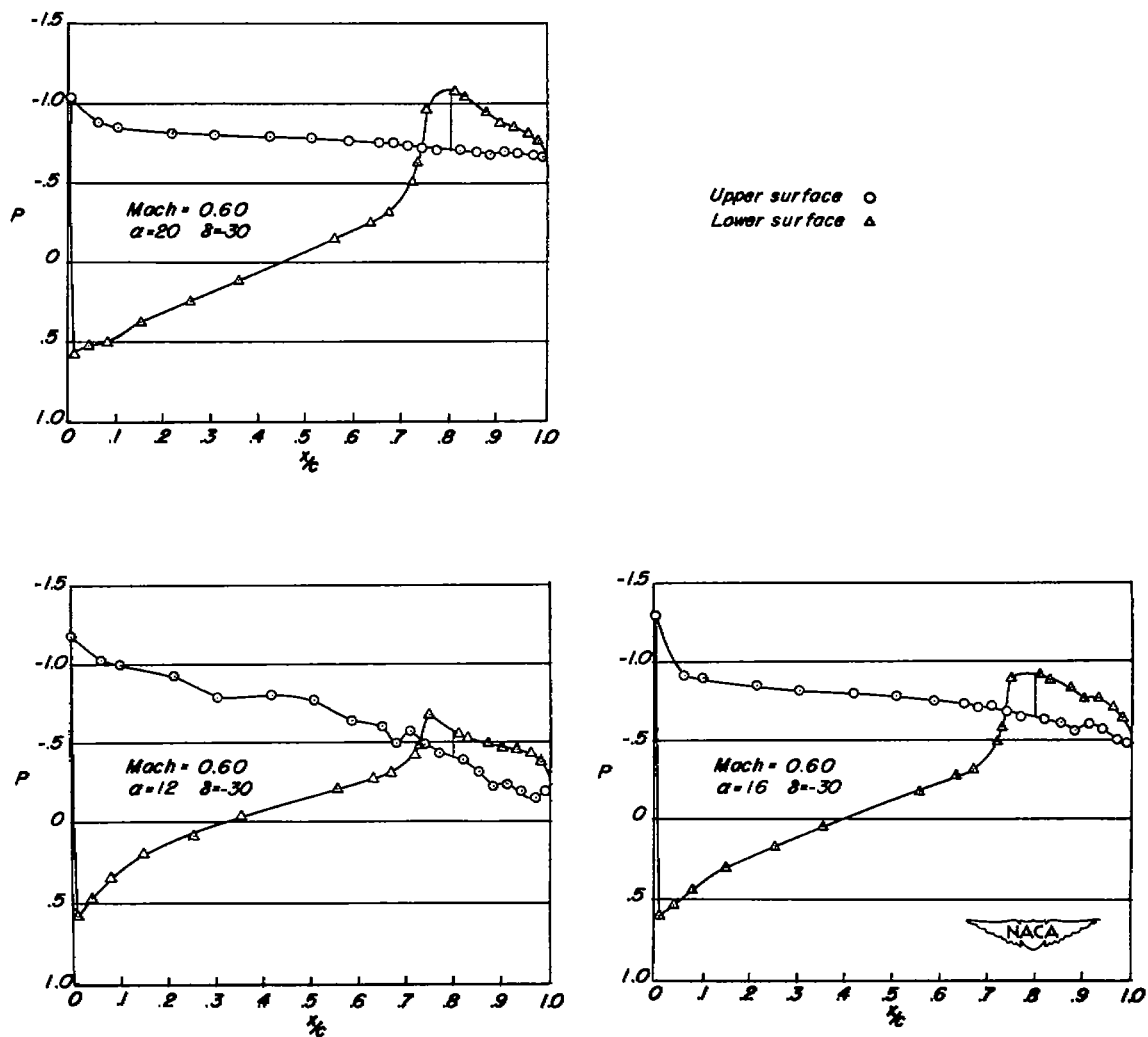 -1.5
-1.0
-.5
P
0
.5
1.0
Mach = 0.60
α=20 δ=-30
0 .1 .2 .3 .4 .5 .6 .7 .8 .9 1.0
x/c
Upper surface ○
Lower surface △
-1.5
-1.0
-.5
P
0
.5
1.0
Mach = 0.60
α=12 δ=-30
0 .1 .2 .3 .4 .5 .6 .7 .8 .9 1.0
x/c
-1.5
-1.0
-.5
P
0
.5
1.0
Mach = 0.60
α=16 δ=-30
NACA
0 .1 .2 .3 .4 .5 .6 .7 .8 .9 1.0
x/c